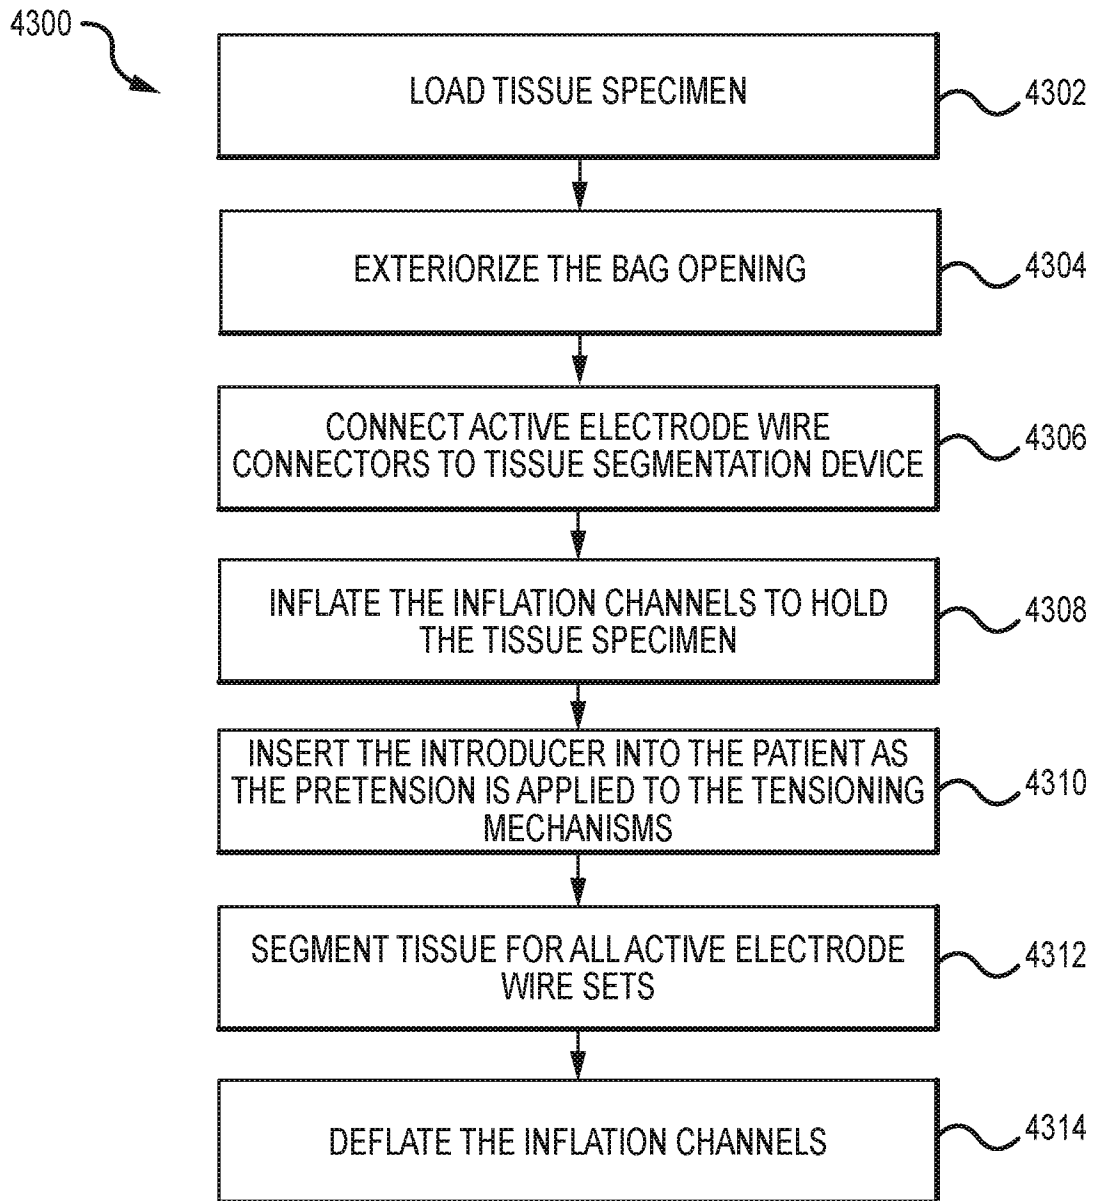 4300
LOAD TISSUE SPECIMEN
4302
EXTERIORIZE THE BAG OPENING
4304
CONNECT ACTIVE ELECTRODE WIRE
CONNECTORS TO TISSUE SEGMENTATION DEVICE
4306
INFLATE THE INFLATION CHANNELS TO HOLD
THE TISSUE SPECIMEN
4308
INSERT THE INTRODUCER INTO THE PATIENT AS
THE PRETENSION IS APPLIED TO THE TENSIONING
MECHANISMS
4310
SEGMENT TISSUE FOR ALL ACTIVE ELECTRODE
WIRE SETS
4312
DEFLATE THE INFLATION CHANNELS
4314